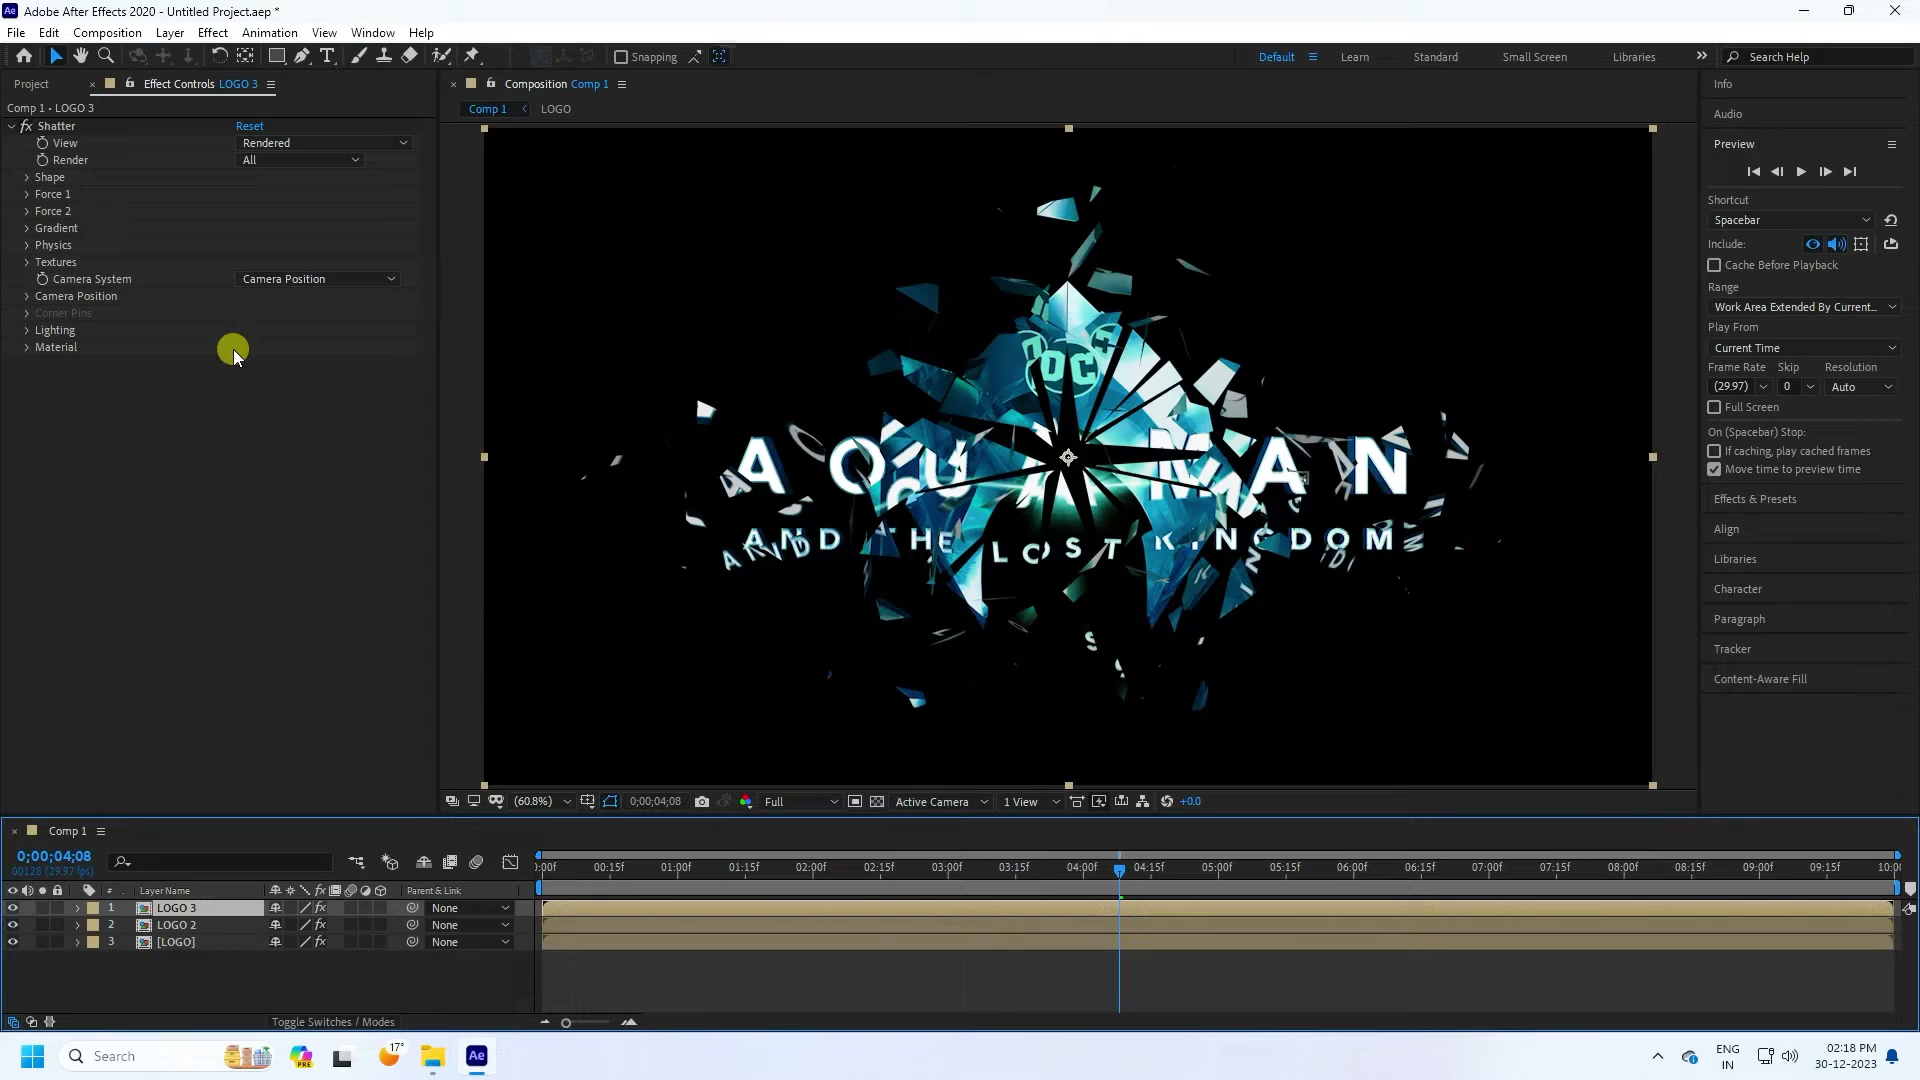 Adobe After Effects 2020 - Untitled Project.aep *
File Edit Composition Layer Effect Animation View Window Help
Snapping
Default Learn Standard Small Screen Libraries Search Help
Project Effect Controls LOGO 3
Composition Comp 1
Comp 1 • LOGO 3
Comp 1 LOGO
fx Shatter Reset
View Rendered
Render All
Shape
Force 1
Force 2
Gradient
Physics
Textures
Camera System Camera Position
Camera Position
Corner Pins
Lighting
Material
DC
AQUAMAN
AND THE LOST KINGDOM
Info
Audio
Preview
Shortcut
Spacebar
Include:
Cache Before Playback
Range
Work Area Extended By Current...
Play From
Current Time
Frame Rate Skip Resolution
(29.97) 0 Auto
Full Screen
On (Spacebar) Stop:
If caching, play cached frames
Move time to preview time
Effects & Presets
Align
Libraries
Character
Paragraph
Tracker
Content-Aware Fill
(60.8%) 0;00;04;08 Full Active Camera 1 View +0.0
Comp 1
0;00;04;08
00128 (29.97 fps)
:00f 00:15f 01:00f 01:15f 02:00f 02:15f 03:00f 03:15f 04:00f 04:15f 05:00f 05:15f 06:00f 06:15f 07:00f 07:15f 08:00f 08:15f 09:00f 09:15f 10:0
# Layer Name fx Parent & Link
1 LOGO 3 fx None
2 LOGO 2 fx None
3 [LOGO] fx None
Toggle Switches / Modes
Search
PRE
17°
Ae
ENG
IN
02:18 PM
30-12-2023